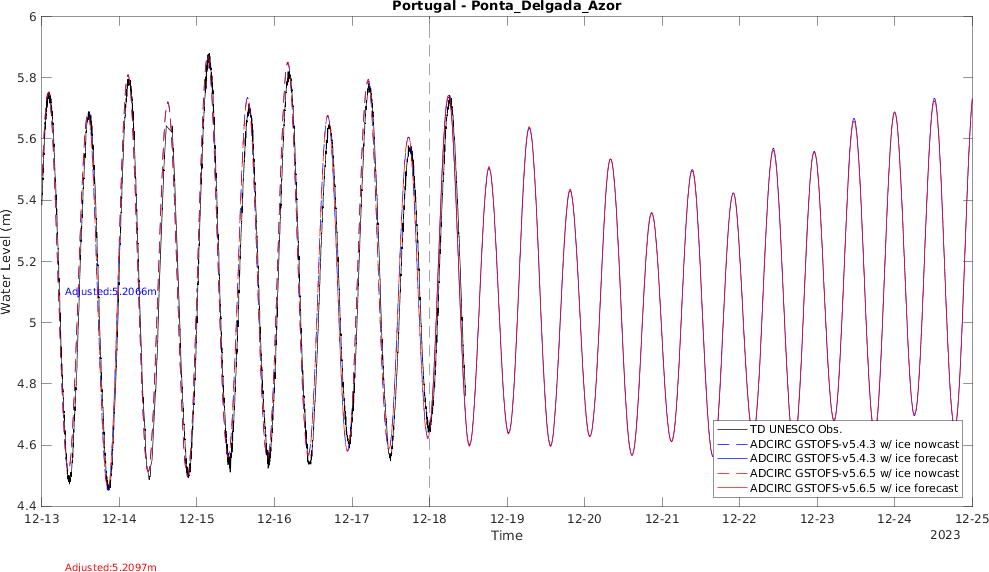 Portugal - Ponta_Delgada_Azor
6
5.8
5.6
5.4
5.2
5
4.8
4.6
4.4
Water Level (m)
Adjusted:5.2066m
TD UNESCO Obs.
ADCIRC GSTOFS-v5.4.3 w/ ice nowcast
ADCIRC GSTOFS-v5.4.3 w/ ice forecast
ADCIRC GSTOFS-v5.6.5 w/ ice nowcast
ADCIRC GSTOFS-v5.6.5 w/ ice forecast
12-13 12-14 12-15 12-16 12-17 12-18 12-19 12-20 12-21 12-22 12-23 12-24 12-25
Time
2023
Adjusted:5.2097m